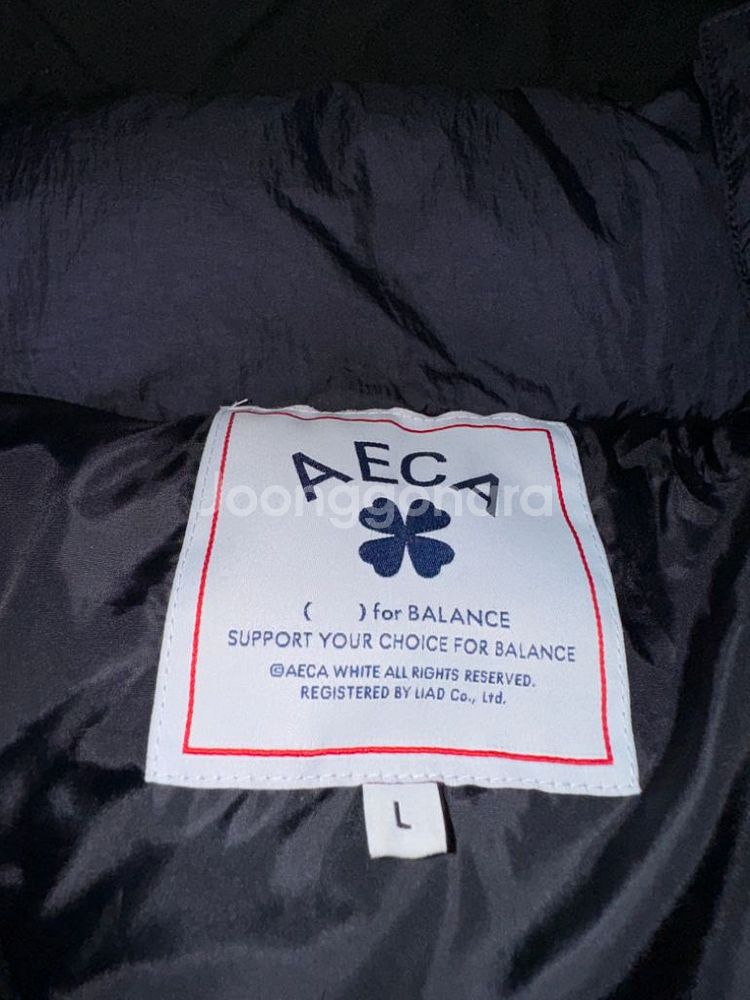 AECA
Joonggonara
( ) for BALANCE
SUPPORT YOUR CHOICE FOR BALANCE
©AECA WHITE ALL RIGHTS RESERVED.
REGISTERED BY LIAD Co., Ltd.
L